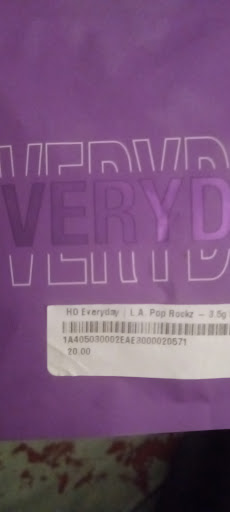 VERYD
VERYD
VERYD
HD Everyday | L.A. Pop Rockz – 3.5g
1A405030002EAE3000020571
20.00